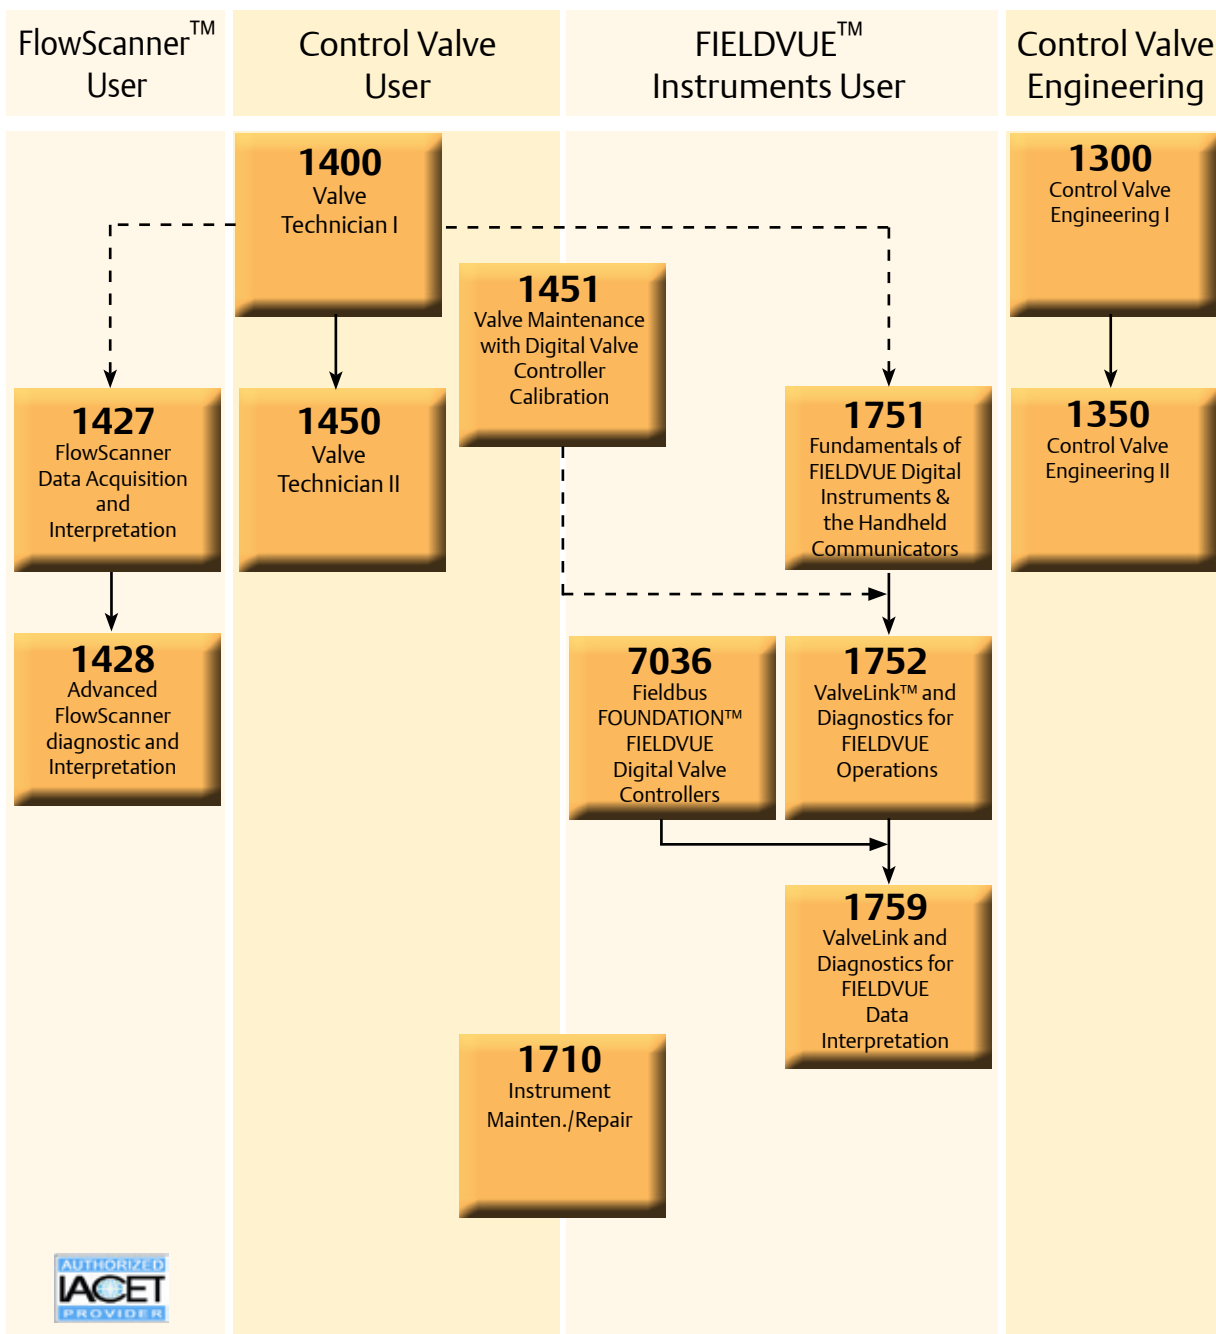 FlowScanner™
User
Control Valve
User
FIELDVUE™
Instruments User
Control Valve
Engineering
1400
Valve
Technician I
1300
Control Valve
Engineering I
1451
Valve Maintenance
with Digital Valve
Controller
Calibration
1427
FlowScanner
Data Acquisition
and
Interpretation
1450
Valve
Technician II
1751
Fundamentals of
FIELDVUE Digital
Instruments &
the Handheld
Communicators
1350
Control Valve
Engineering II
1428
Advanced
FlowScanner
diagnostic and
Interpretation
7036
Fieldbus
FOUNDATION™
FIELDVUE
Digital Valve
Controllers
1752
ValveLink™ and
Diagnostics for
FIELDVUE
Operations
1759
ValveLink and
Diagnostics for
FIELDVUE
Data
Interpretation
1710
Instrument
Mainten./Repair
AUTHORIZED
IACET
PROVIDER